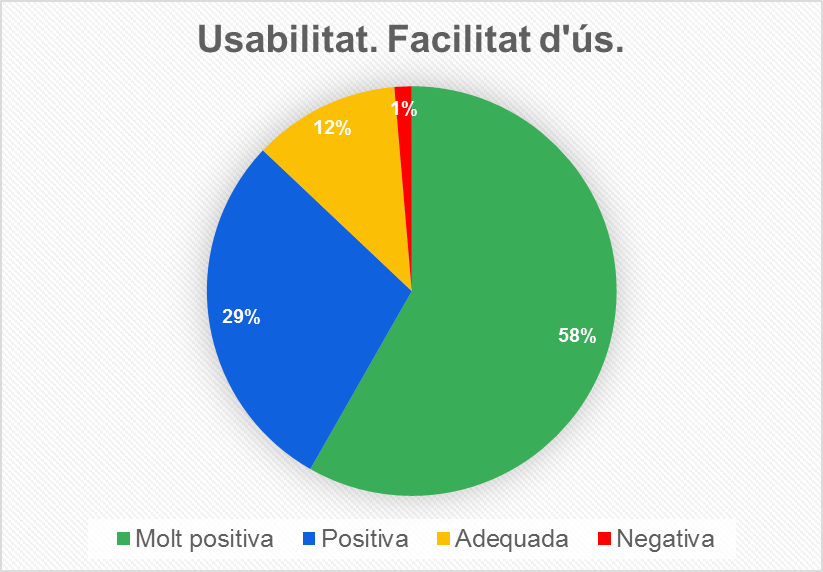 Usabilitat. Facilitat d'ús.
1%
12%
29%
58%
Molt positiva Positiva Adequada Negativa